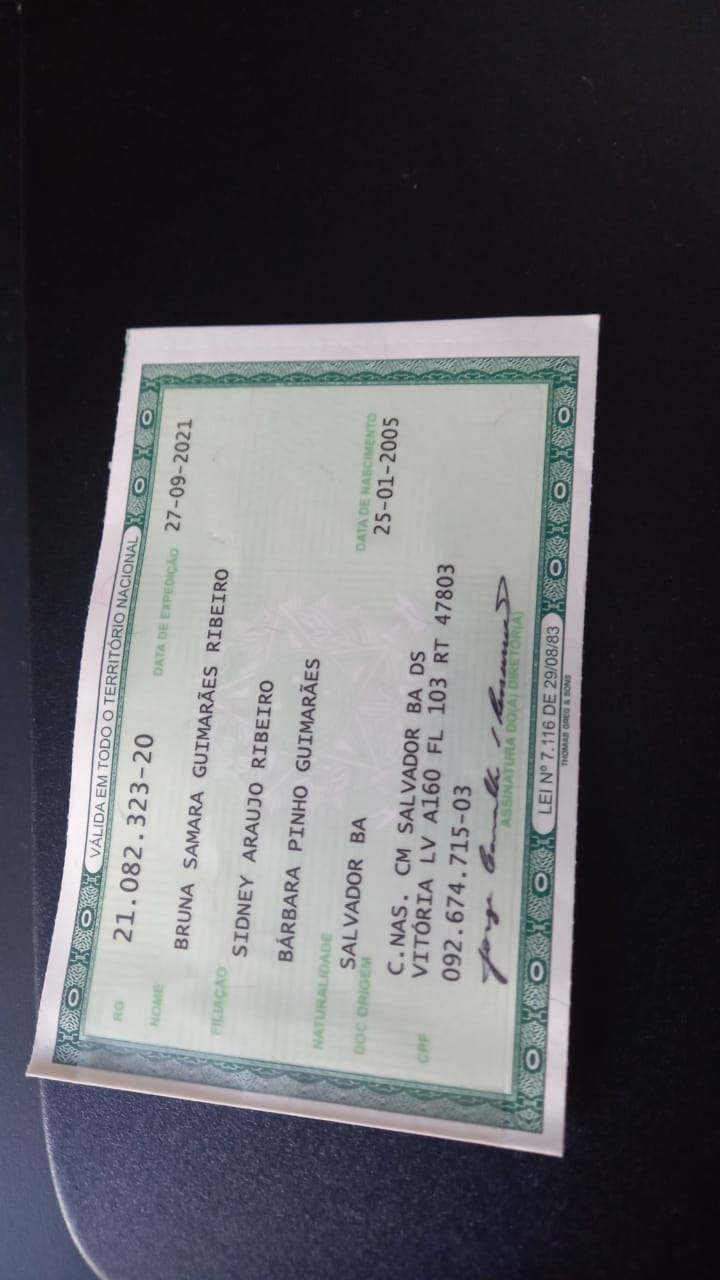 VÁLIDA EM TODO O TERRITÓRIO NACIONAL
RG 21.082.323-20 DATA DE EXPEDIÇÃO 27-09-2021
NOME BRUNA SAMARA GUIMARÃES RIBEIRO
FILIAÇÃO SIDNEY ARAUJO RIBEIRO
BÁRBARA PINHO GUIMARÃES
NATURALIDADE SALVADOR BA DATA DE NASCIMENTO 25-01-2005
DOC ORIGEM C.NAS. CM SALVADOR BA DS
VITÓRIA LV A160 FL 103 RT 47803
CPF 092.674.715-03
ASSINATURA DO(A) DIRETOR(A)
LEI Nº 7.116 DE 29/08/83
THOMAS GREG & SONS